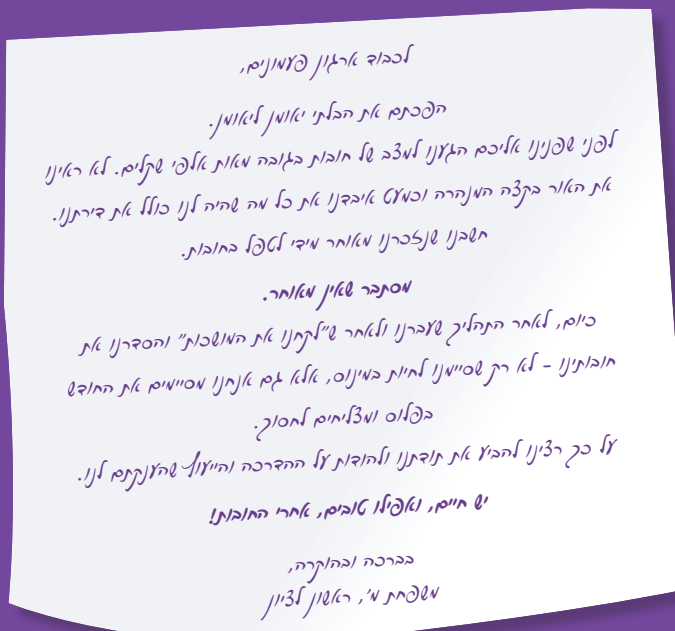 לכבוד ארגון פעמונים,
הפכתם את הבלתי יאומן ליאומן.
לפני שפנינו אליכם הגענו למצב של חובות בגובה מאות אלפי שקלים. לא ראינו
את האור בקצה המנהרה וכמעט איבדנו את כל מה שהיה לנו כולל את דירתנו.
חשבנו שנזכרנו מאוחר מידי לטפל בחובות.
מסתבר שאין מאוחר.
כיום, לאחר התהליך שעברנו ולאחר ש"לקחנו את המושכות" והסדרנו את
חובותינו - לא רק שסיימנו לחיות במינוס, אלא גם אנחנו מסיימים את החודש
בפלוס ומצליחים לחסוך.
על כך רצינו להביע את תודתנו ולהודות על ההדרכה והייעוץ שהענקתם לנו.
יש חיים, ואפילו טובים, אחרי החובות!
בברכה ובהוקרה,
משפחת מ', ראשון לציון